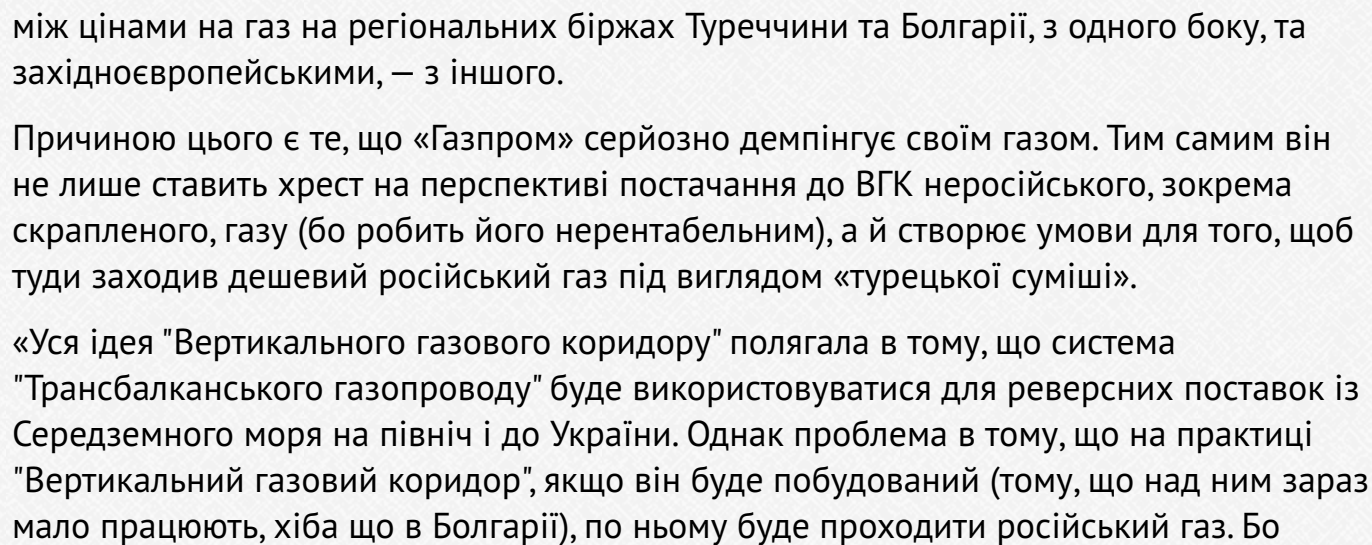 між цінами на газ на регіональних біржах Туреччини та Болгарії, з одного боку, та
західноєвропейськими, — з іншого.
Причиною цього є те, що «Газпром» серйозно демпінгує своїм газом. Тим самим він
не лише ставить хрест на перспективі постачання до ВГК неросійського, зокрема
скрапленого, газу (бо робить його нерентабельним), а й створює умови для того, щоб
туди заходив дешевий російський газ під виглядом «турецької суміші».
«Уся ідея "Вертикального газового коридору" полягала в тому, що система
"Трансбалканського газопроводу" буде використовуватися для реверсних поставок із
Середземного моря на північ і до України. Однак проблема в тому, що на практиці
"Вертикальний газовий коридор", якщо він буде побудований (тому, що над ним зараз
мало працюють, хіба що в Болгарії), по ньому буде проходити російський газ. Бо